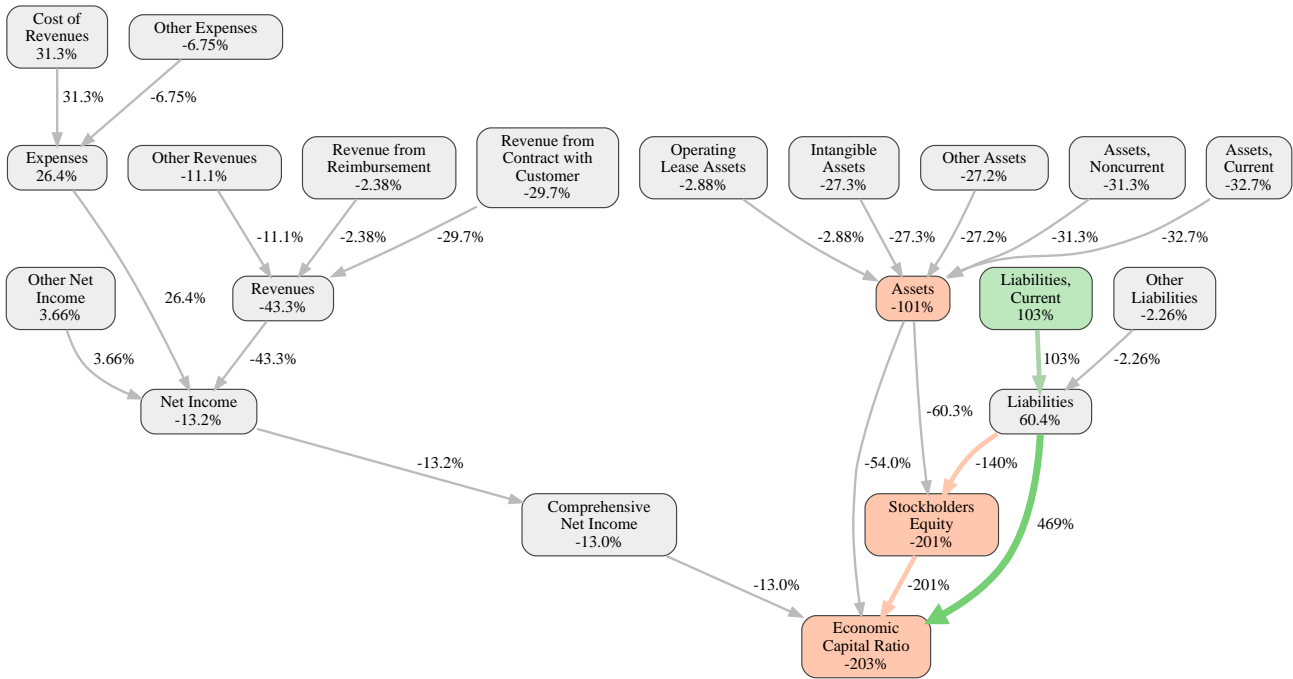 Cost of
Revenues
31.3%
Other Expenses
-6.75%
31.3%
-6.75%
Expenses
26.4%
Other Revenues
-11.1%
Revenue from
Reimbursement
-2.38%
Revenue from
Contract with
Customer
-29.7%
Operating
Lease Assets
-2.88%
Intangible
Assets
-27.3%
Other Assets
-27.2%
Assets,
Noncurrent
-31.3%
Assets,
Current
-32.7%
-11.1%
-2.38%
-29.7%
-2.88%
-27.3%
-27.2%
-31.3%
-32.7%
Other Net
Income
3.66%
26.4%
Revenues
-43.3%
Assets
-101%
Liabilities,
Current
103%
Other
Liabilities
-2.26%
3.66%
-43.3%
103%
-2.26%
Net Income
-13.2%
-60.3%
Liabilities
60.4%
-13.2%
-54.0%
-140%
Comprehensive
Net Income
-13.0%
Stockholders
Equity
-201%
469%
-13.0%
-201%
Economic
Capital Ratio
-203%